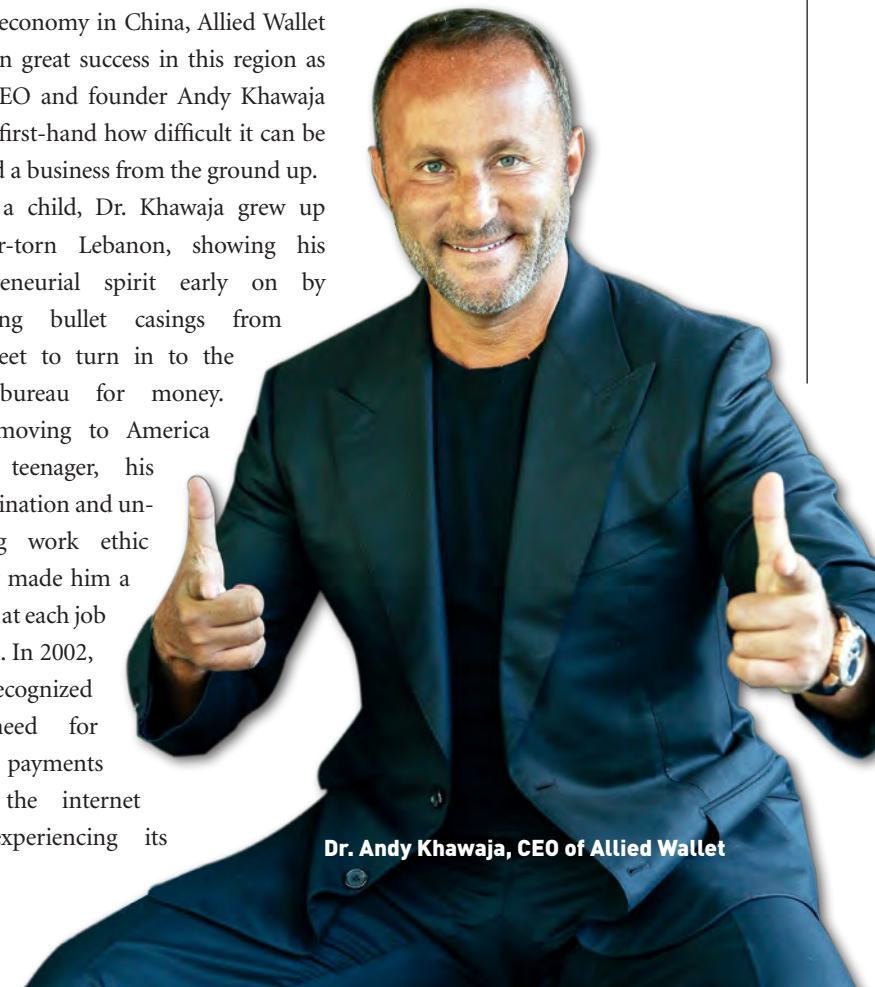 economy in China, Allied Wallet
n great success in this region as
EO and founder Andy Khawaja
first-hand how difficult it can be
d a business from the ground up.
a child, Dr. Khawaja grew up
r-torn Lebanon, showing his
reneurial spirit early on by
ng bullet casings from
eet to turn in to the
bureau for money.
moving to America
teenager, his
ination and un-
g work ethic
made him a
at each job
. In 2002,
ecognized
need for
payments
the internet
experiencing its
Dr. Andy Khawaja, CEO of Allied Wallet